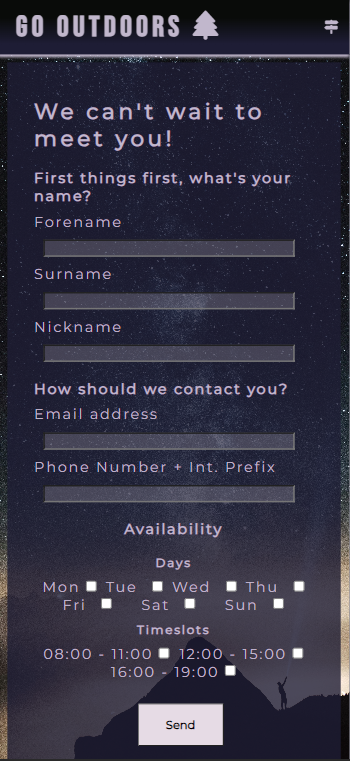 GO OUTDOORS
We can't wait to
meet you!
First things first, what's your
name?
Forename
Surname
Nickname
How should we contact you?
Email address
Phone Number + Int. Prefix
Availability
Days
Mon Tue Wed Thu
Fri Sat Sun
Timeslots
08:00 - 11:00 12:00 - 15:00
16:00 - 19:00
Send